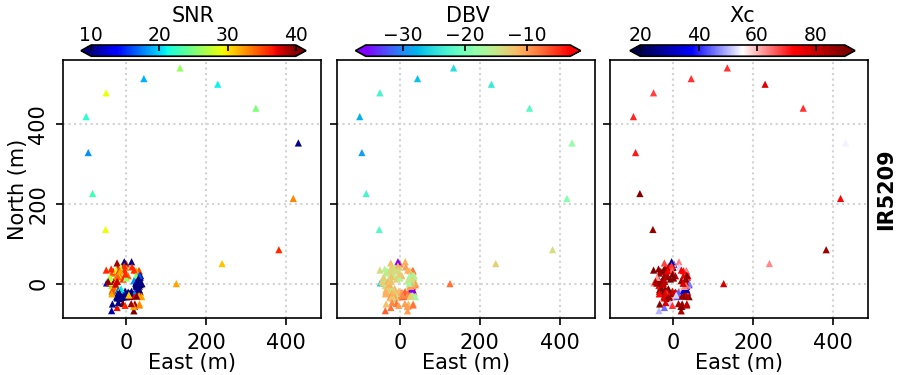 SNR DBV Xc
10 20 30 40 −30 −20 −10 20 40 60 80
North (m)
400
200
0
IR5209
0 200 400 0 200 400 0 200 400
East (m) East (m) East (m)